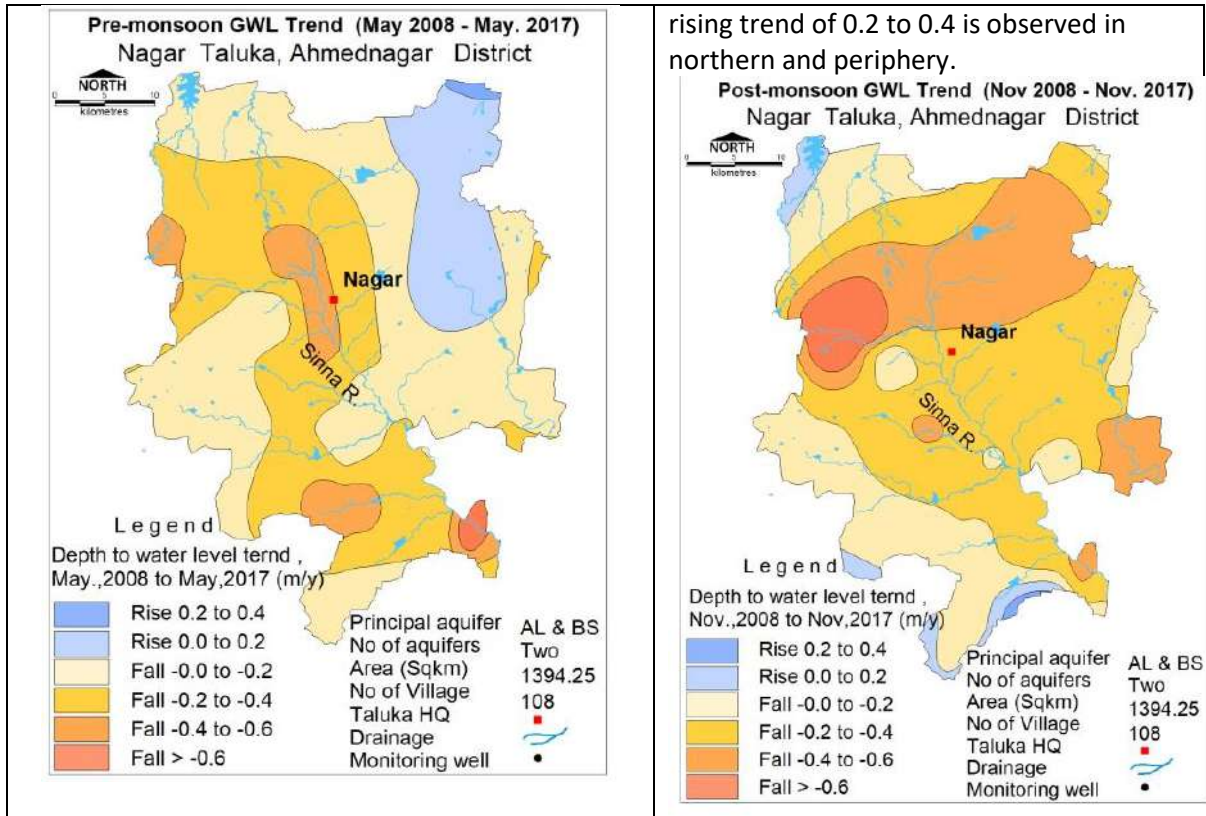 Pre-monsoon GWL Trend (May 2008 - May. 2017)
Nagar Taluka, Ahmednagar District
NORTH
0 5 10
kilometres
Nagar
Sinna R.
Legend
Depth to water level ternd ,
May.,2008 to May,2017 (m/y)
Rise 0.2 to 0.4
Rise 0.0 to 0.2
Fall -0.0 to -0.2
Fall -0.2 to -0.4
Fall -0.4 to -0.6
Fall > -0.6
Principal aquifer AL & BS
No of aquifers Two
Area (Sqkm) 1394.25
No of Village 108
Taluka HQ
Drainage
Monitoring well
rising trend of 0.2 to 0.4 is observed in
northern and periphery.
Post-monsoon GWL Trend (Nov 2008 - Nov. 2017)
Nagar Taluka, Ahmednagar District
NORTH
0 5 10
kilometres
Nagar
Sinna R.
Legend
Depth to water level ternd ,
Nov.,2008 to Nov,2017 (m/y)
Rise 0.2 to 0.4
Rise 0.0 to 0.2
Fall -0.0 to -0.2
Fall -0.2 to -0.4
Fall -0.4 to -0.6
Fall > -0.6
Principal aquifer AL & BS
No of aquifers Two
Area (Sqkm) 1394.25
No of Village 108
Taluka HQ
Drainage
Monitoring well